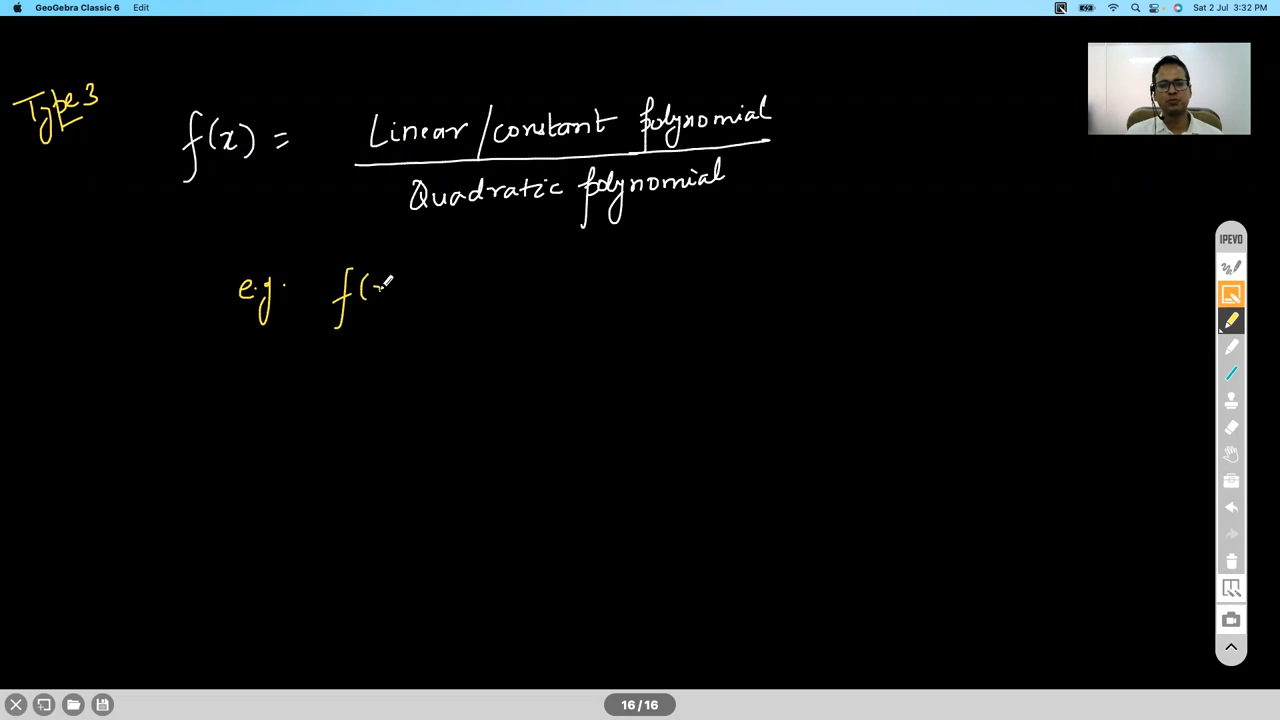 GeoGebra Classic 6 Edit Sat 2 Jul 3:32 PM
Type 3
f(x) = Linear/constant polynomial
Quadratic polynomial
IPEVO
e.g. f(x
16/16